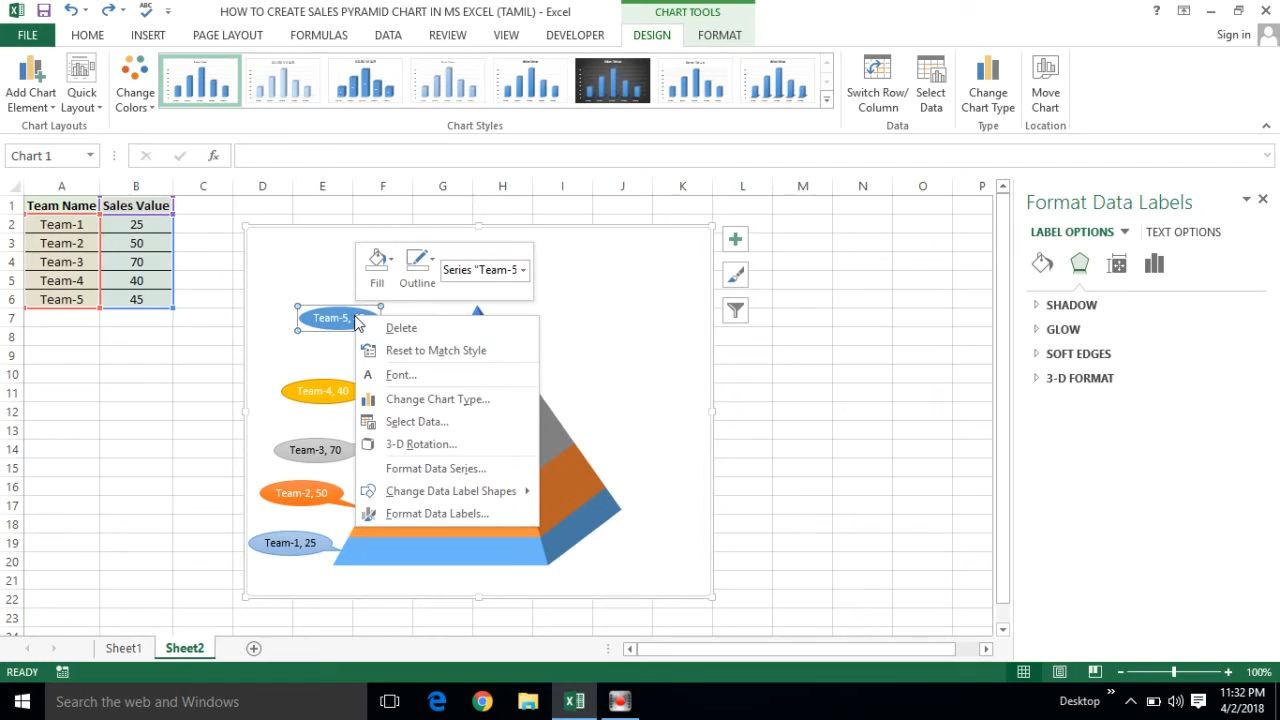 HOW TO CREATE SALES PYRAMID CHART IN MS EXCEL (TAMIL) - Excel
CHART TOOLS
?
FILE HOME INSERT PAGE LAYOUT FORMULAS DATA REVIEW VIEW DEVELOPER DESIGN FORMAT Sign in
Add Chart Element
Quick Layout
Change Colors
Switch Row/ Column
Select Data
Change Chart Type
Move Chart
Chart Layouts Chart Styles Data Type Location
Chart 1 fx
A B C D E F G H I J K L M N O P
1 Team Name Sales Value
2 Team-1 25
3 Team-2 50
4 Team-3 70
5 Team-4 40
6 Team-5 45
7
8
9
10
11
12
13
14
15
16
17
18
19
20
21
22
23
Fill Outline Series "Team-5
Team-5,
Team-4, 40
Team-3, 70
Team-2, 50
Team-1, 25
Delete
Reset to Match Style
A Font...
Change Chart Type...
Select Data...
3-D Rotation...
Format Data Series...
Change Data Label Shapes
Format Data Labels...
Format Data Labels
LABEL OPTIONS TEXT OPTIONS
SHADOW
GLOW
SOFT EDGES
3-D FORMAT
Sheet1 Sheet2
READY 100%
Search the web and Windows
Desktop
11:32 PM
4/2/2018